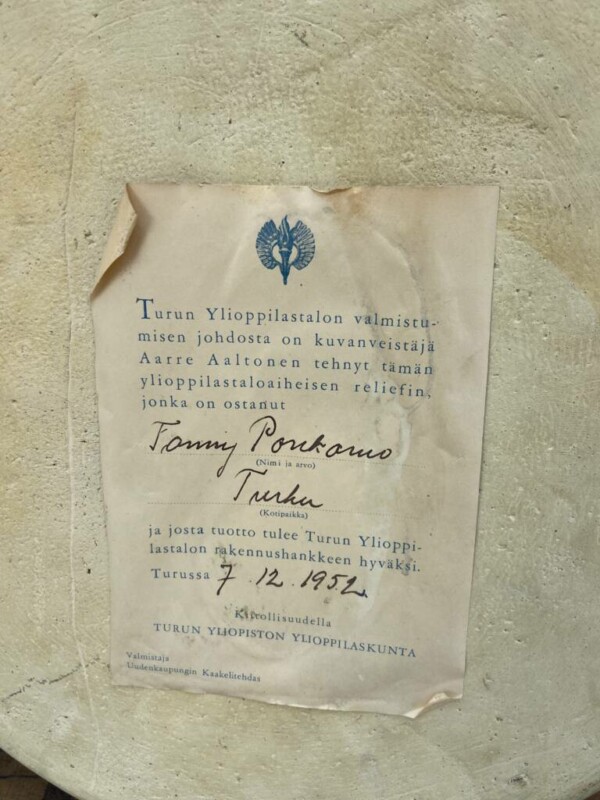 Turun Ylioppilastalon valmistu-
misen johdosta on kuvanveistäjä
Aarre Aaltonen tehnyt tämän
ylioppilastaloaiheisen reliefin,
jonka on ostanut
(Nimi ja arvo)
Turku
(Kotipaikka)
ja josta tuotto tulee Turun Ylioppi-
lastalon rakennushankkeen hyväksi.
Turussa 7.12.1952.
Kiitollisuudella
TURUN YLIOPISTON YLIOPPILASKUNTA
Valmistaja
Uudenkaupungin Kaakelitehdas